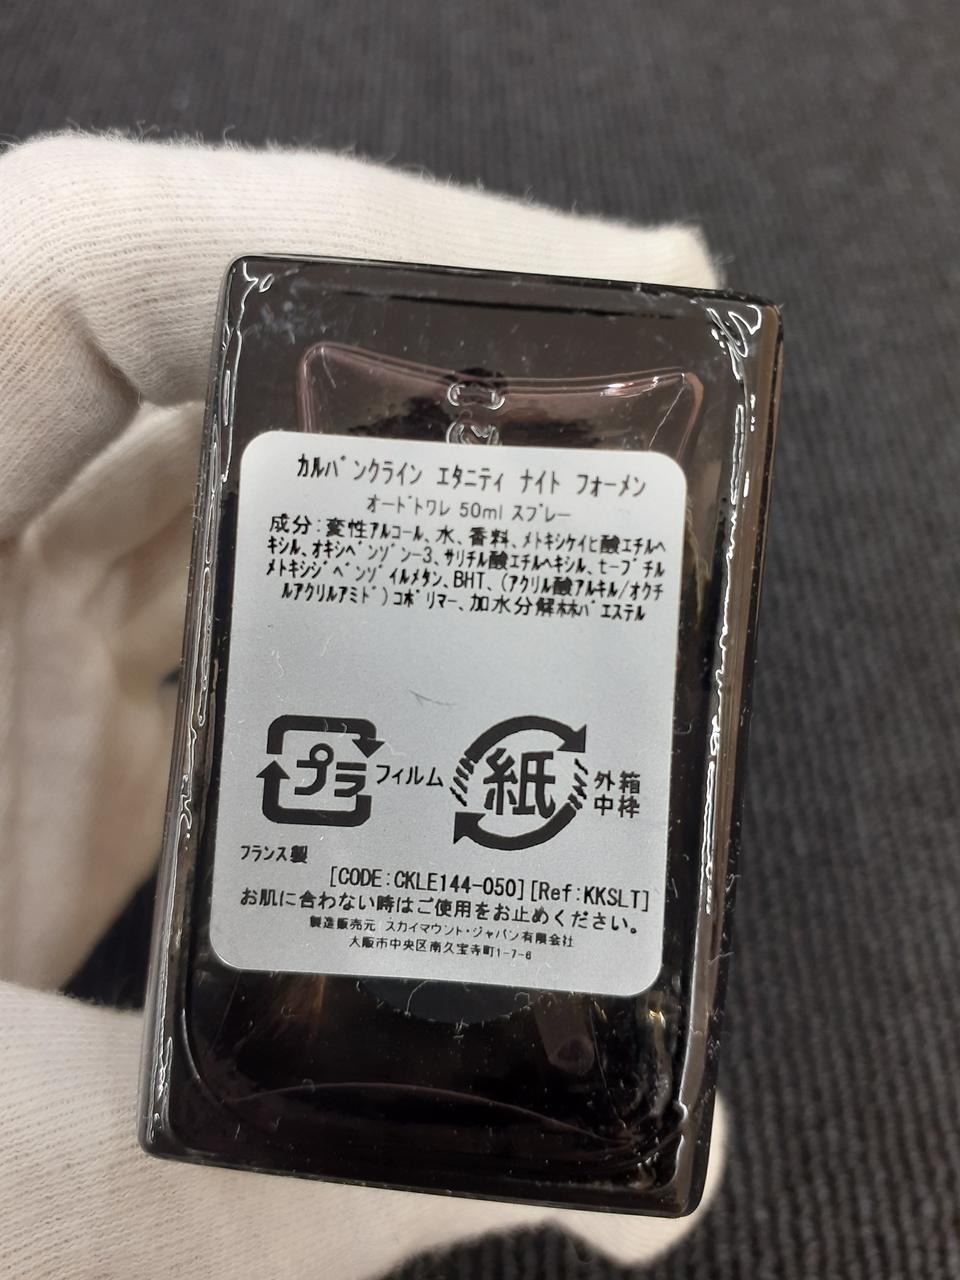 カルバンクライン エタニティ ナイト フォーメン
オードトワレ 50ml スプレー
成分:変性アルコール、水、香料、メトキシケイヒ酸エチルヘ
キシル、オキシベンゾン-3、サリチル酸エチルヘキシル、t-ブチル
メトキシジベンゾイルメタン、BHT、(アクリル酸アルキル/オクチ
ルアクリルアミド)コポリマー、加水分解ホホバエステル
プラ フィルム 紙 外箱
中枠
フランス製
[CODE:CKLE144-050][Ref:KKSLT]
お肌に合わない時はご使用をお止めください。
製造販売元 スカイマウント・ジャパン有限会社
大阪市中央区南久宝寺町1-7-6